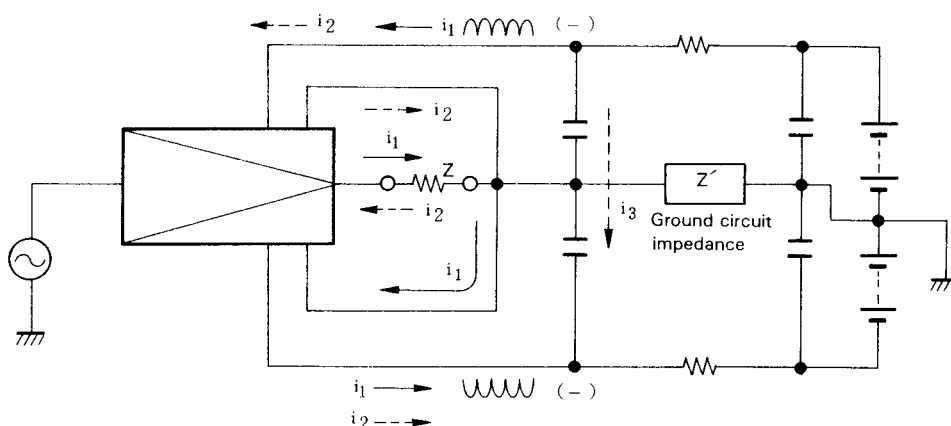 i₂
i₁
(−)
i₂
i₁
Z
i₂
i₁
i₃
Z′
Ground circuit
impedance
i₁
(−)
i₂